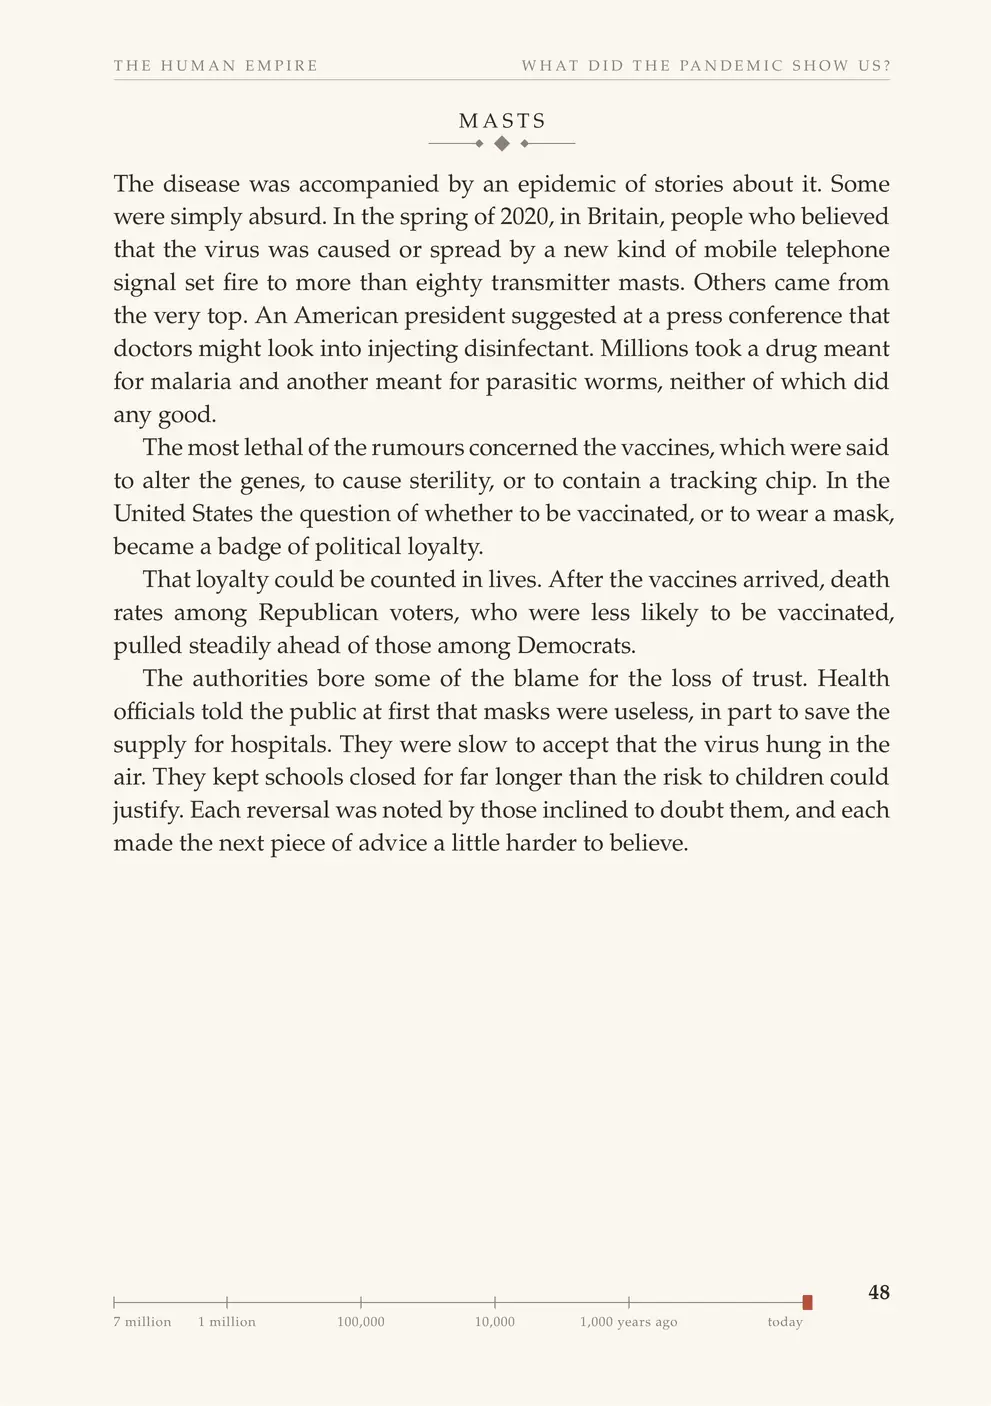 THE HUMAN EMPIRE
WHAT DID THE PANDEMIC SHOW US?
MASTS
The disease was accompanied by an epidemic of stories about it. Some
were simply absurd. In the spring of 2020, in Britain, people who believed
that the virus was caused or spread by a new kind of mobile telephone
signal set fire to more than eighty transmitter masts. Others came from
the very top. An American president suggested at a press conference that
doctors might look into injecting disinfectant. Millions took a drug meant
for malaria and another meant for parasitic worms, neither of which did
any good.
The most lethal of the rumours concerned the vaccines, which were said
to alter the genes, to cause sterility, or to contain a tracking chip. In the
United States the question of whether to be vaccinated, or to wear a mask,
became a badge of political loyalty.
That loyalty could be counted in lives. After the vaccines arrived, death
rates among Republican voters, who were less likely to be vaccinated,
pulled steadily ahead of those among Democrats.
The authorities bore some of the blame for the loss of trust. Health
officials told the public at first that masks were useless, in part to save the
supply for hospitals. They were slow to accept that the virus hung in the
air. They kept schools closed for far longer than the risk to children could
justify. Each reversal was noted by those inclined to doubt them, and each
made the next piece of advice a little harder to believe.
48
7 million 1 million 100,000 10,000 1,000 years ago today